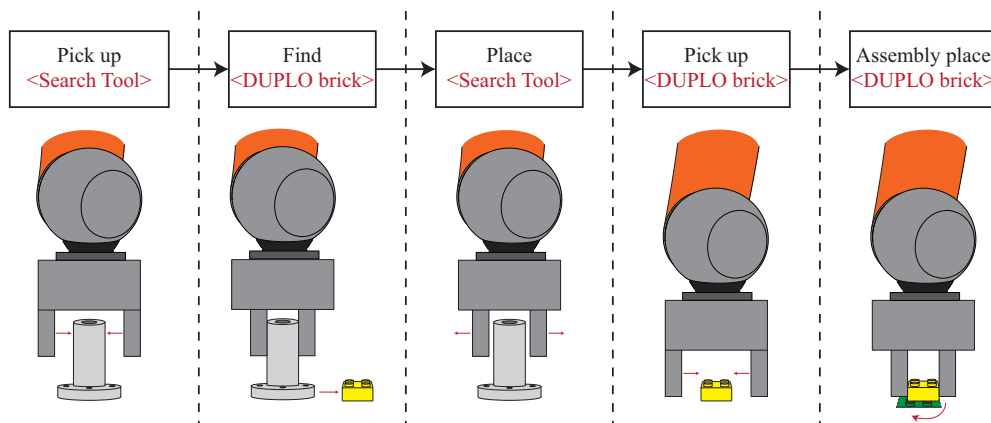 Pick up
<Search Tool>
Find
<DUPLO brick>
Place
<Search Tool>
Pick up
<DUPLO brick>
Assembly place
<DUPLO brick>